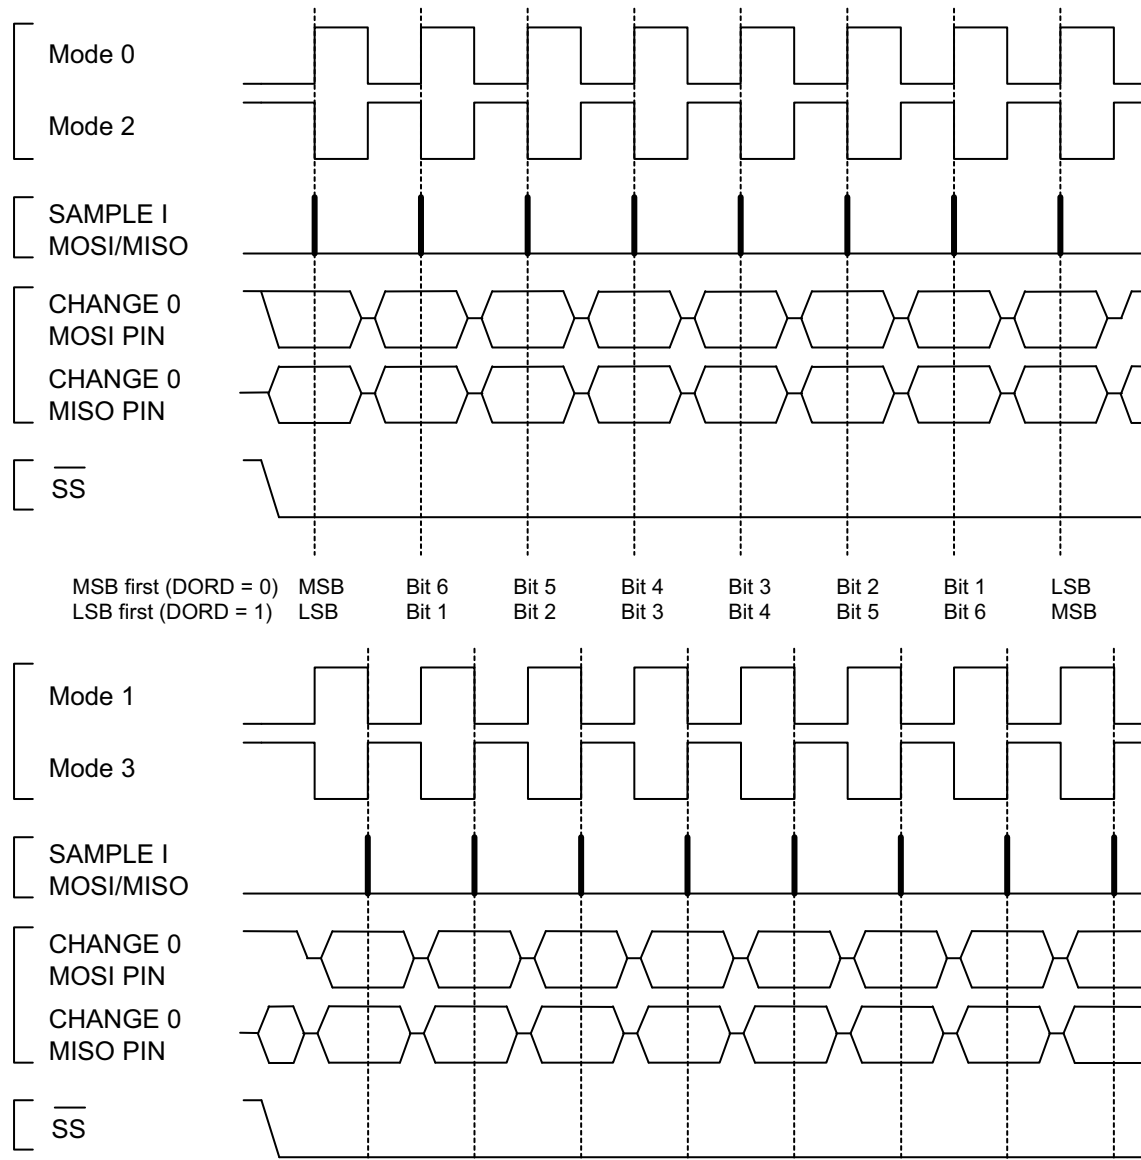 Mode 0
Mode 2
SAMPLE I
MOSI/MISO
CHANGE 0
MOSI PIN
CHANGE 0
MISO PIN
SS
MSB first (DORD = 0) MSB Bit 6 Bit 5 Bit 4 Bit 3 Bit 2 Bit 1 LSB
LSB first (DORD = 1) LSB Bit 1 Bit 2 Bit 3 Bit 4 Bit 5 Bit 6 MSB
Mode 1
Mode 3
SAMPLE I
MOSI/MISO
CHANGE 0
MOSI PIN
CHANGE 0
MISO PIN
SS